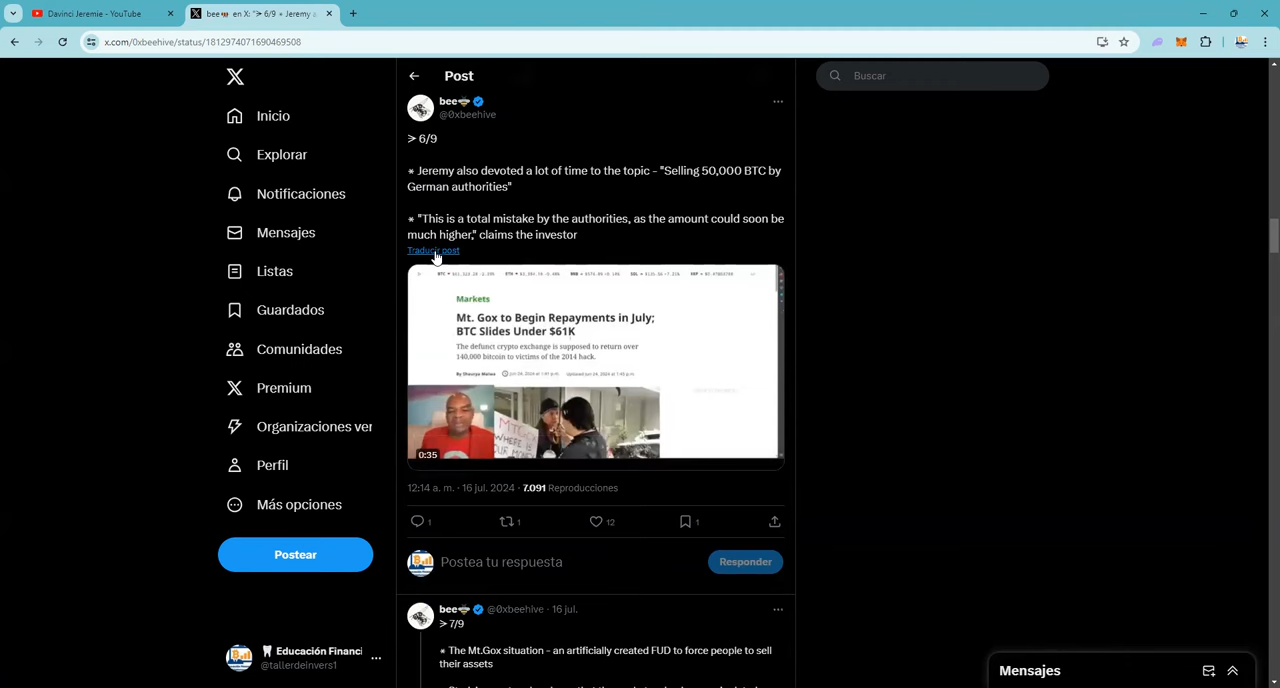 Davinci Jeremie - YouTube
bee🐝 en X: "⋗ 6/9 ⁎ Jeremy a
x.com/0xbeehive/status/1812974071690469508
Post
Buscar
Inicio
Explorar
Notificaciones
Mensajes
Listas
Guardados
Comunidades
Premium
Organizaciones ver
Perfil
Más opciones
Postear
🦷 Educación Financi
@tallerdeinvers1
bee🐝
@0xbeehive
⋗ 6/9
⁎ Jeremy also devoted a lot of time to the topic - "Selling 50,000 BTC by
German authorities"
⁎ "This is a total mistake by the authorities, as the amount could soon be
much higher," claims the investor
Traducir post
Markets
Mt. Gox to Begin Repayments in July;
BTC Slides Under $61K
The defunct crypto exchange is supposed to return over
140,000 bitcoin to victims of the 2014 hack.
0:35
12:14 a. m. · 16 jul. 2024 · 7.091 Reproducciones
1
1
12
1
Postea tu respuesta
Responder
bee🐝 @0xbeehive · 16 jul.
⋗ 7/9
⁎ The Mt.Gox situation - an artificially created FUD to force people to sell
their assets
Mensajes